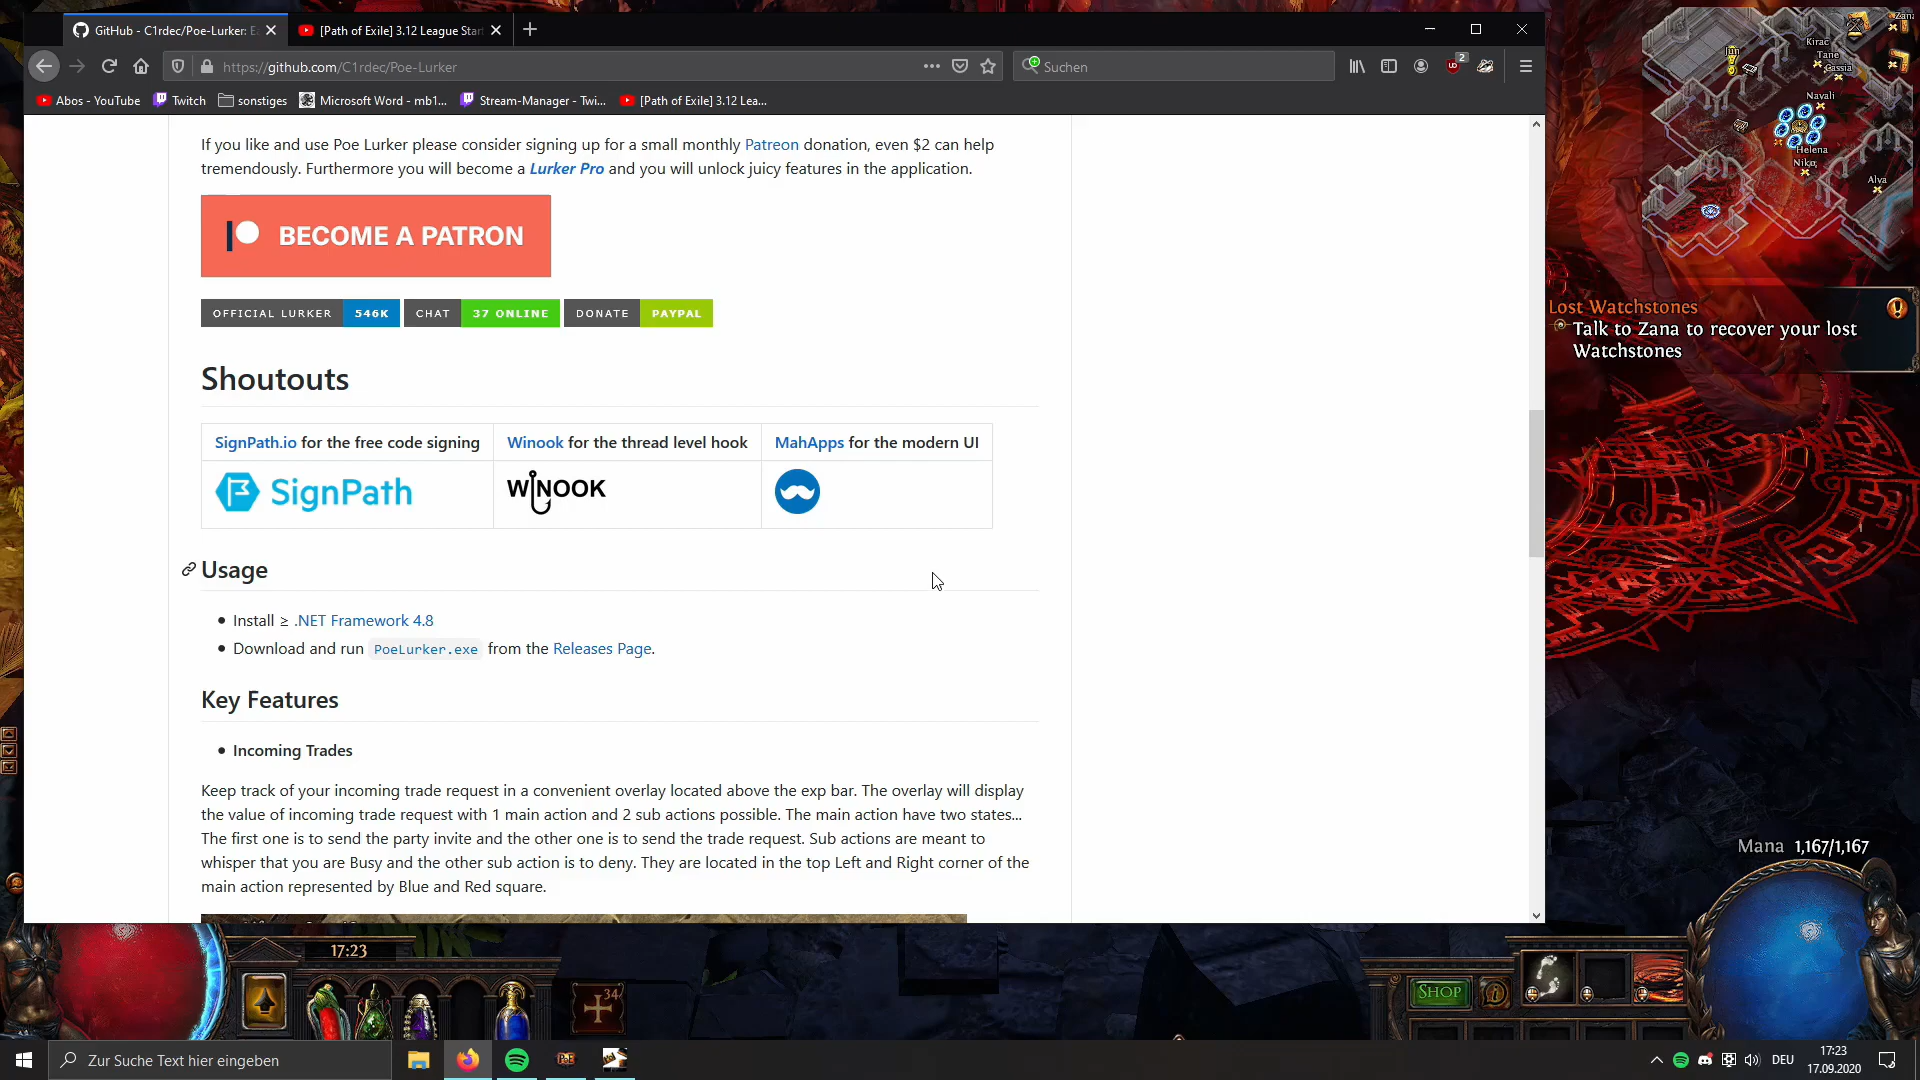 GitHub - C1rdec/Poe-Lurker: Ea
[Path of Exile] 3.12 League Star
https://github.com/C1rdec/Poe-Lurker
Suchen
2
Abos - YouTube
Twitch
sonstiges
Microsoft Word - mb1...
Stream-Manager - Twi...
[Path of Exile] 3.12 Lea...
If you like and use Poe Lurker please consider signing up for a small monthly Patreon donation, even $2 can help
tremendously. Furthermore you will become a Lurker Pro and you will unlock juicy features in the application.
BECOME A PATRON
OFFICIAL LURKER 546K
CHAT 37 ONLINE
DONATE PAYPAL
Shoutouts
SignPath.io for the free code signing
Winook for the thread level hook
MahApps for the modern UI
SignPath
WINOOK
Usage
Install ≥ .NET Framework 4.8
Download and run PoeLurker.exe from the Releases Page.
Key Features
Incoming Trades
Keep track of your incoming trade request in a convenient overlay located above the exp bar. The overlay will display
the value of incoming trade request with 1 main action and 2 sub actions possible. The main action have two states...
The first one is to send the party invite and the other one is to send the trade request. Sub actions are meant to
whisper that you are Busy and the other sub action is to deny. They are located in the top Left and Right corner of the
main action represented by Blue and Red square.
Zana
Kirac
Jun
Tane
Cassia
Navali
Helena
Niko
Alva
Lost Watchstones
Talk to Zana to recover your lost
Watchstones
Mana 1,167/1,167
17:23
34
SHOP
Zur Suche Text hier eingeben
PoE
DEU
17:23
17.09.2020